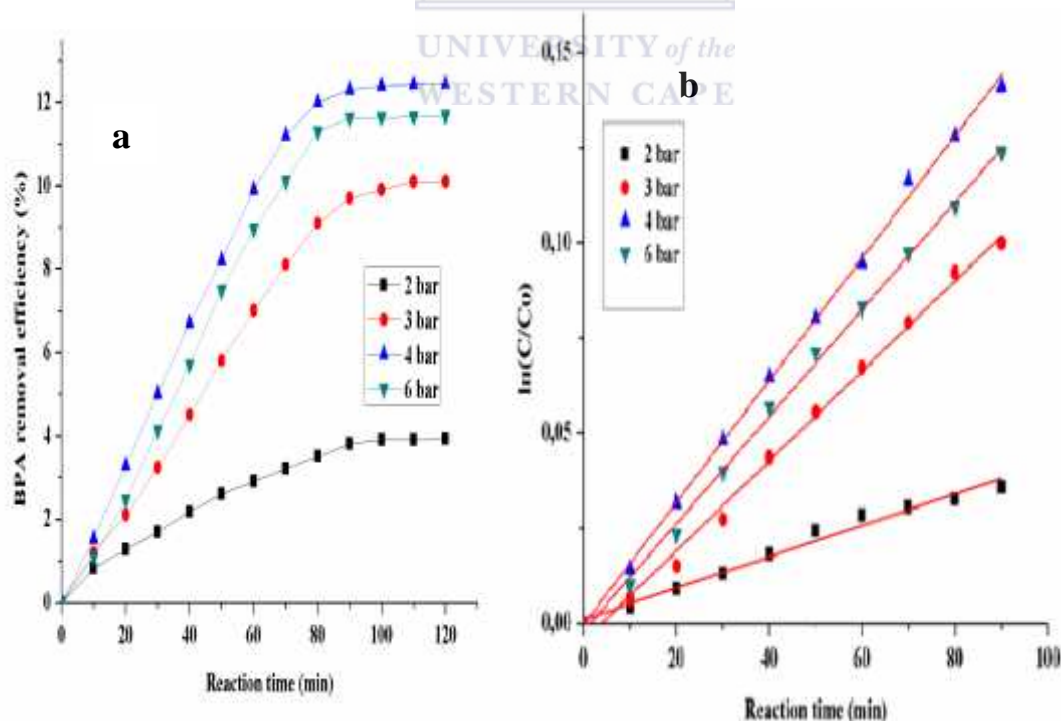 UNIVERSITY of the
WESTERN CAPE
a
BPA removal efficiency (%)
12
10
8
6
4
2
0
2 bar
3 bar
4 bar
6 bar
0 20 40 60 80 100 120
Reaction time (min)
b
ln(C/Co)
0,15
0,10
0,05
0,00
2 bar
3 bar
4 bar
6 bar
0 20 40 60 80 100
Reaction time (min)